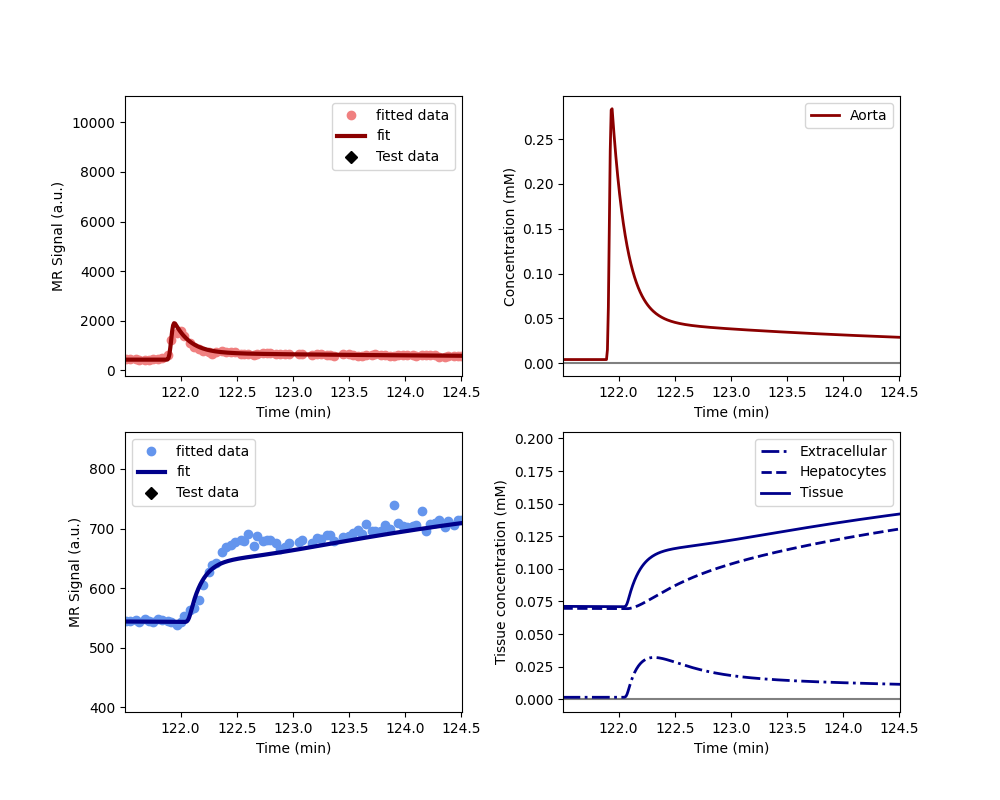 10000
8000
6000
4000
2000
0
MR Signal (a.u.)
fitted data
fit
Test data
122.0 122.5 123.0 123.5 124.0 124.5
Time (min)
0.25
0.20
0.15
0.10
0.05
0.00
Concentration (mM)
Aorta
122.0 122.5 123.0 123.5 124.0 124.5
Time (min)
800
700
600
500
400
MR Signal (a.u.)
fitted data
fit
Test data
122.0 122.5 123.0 123.5 124.0 124.5
Time (min)
0.200
0.175
0.150
0.125
0.100
0.075
0.050
0.025
0.000
Tissue concentration (mM)
Extracellular
Hepatocytes
Tissue
122.0 122.5 123.0 123.5 124.0 124.5
Time (min)